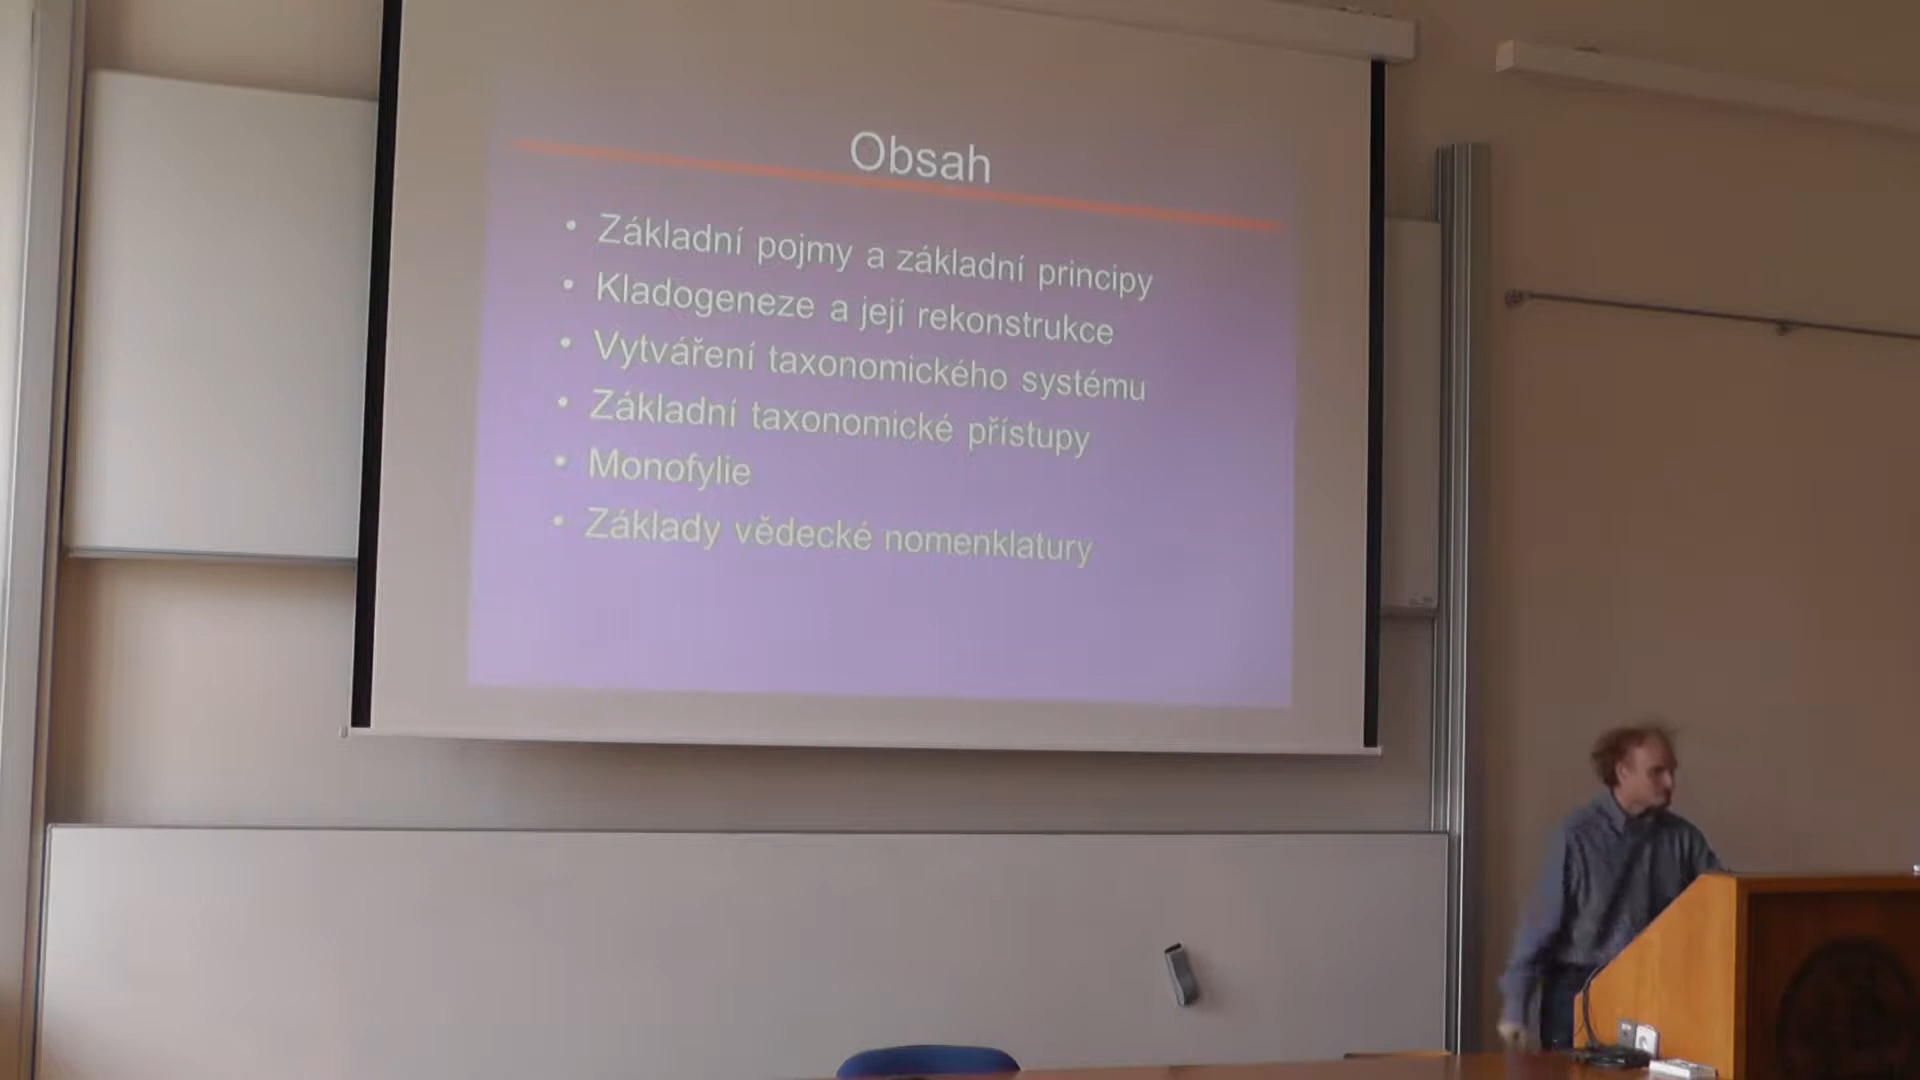 Obsah
• Základní pojmy a základní principy
• Kladogeneze a její rekonstrukce
• Vytváření taxonomického systému
• Základní taxonomické přístupy
• Monofylie
• Základy vědecké nomenklatury